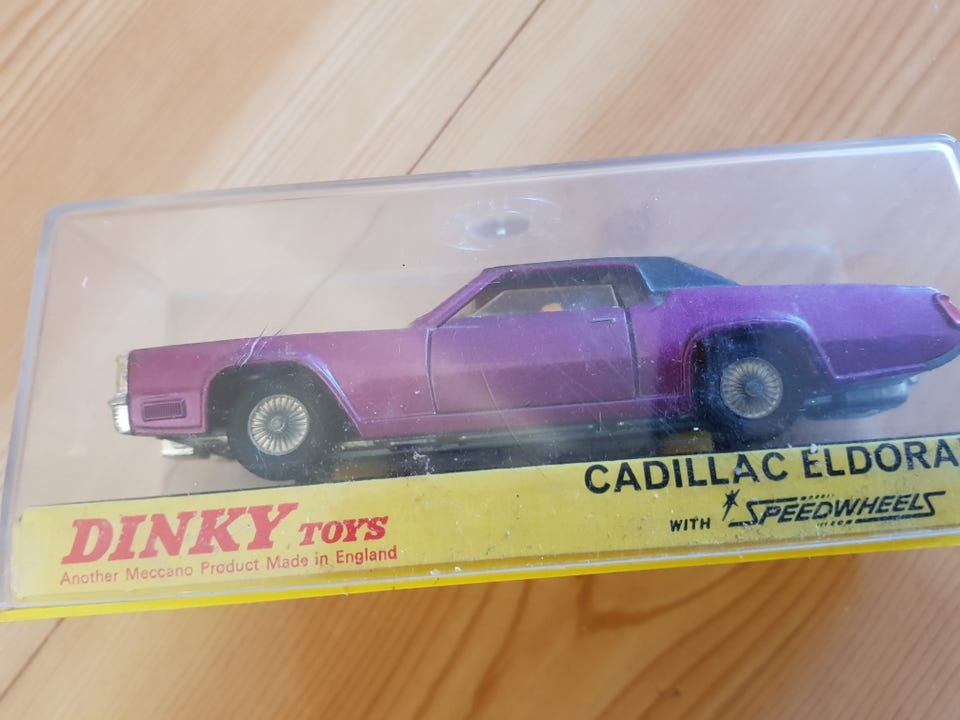 CADILLAC ELDORA
WITH SPEEDWHEELS
DINKY TOYS
Another Meccano Product Made in England